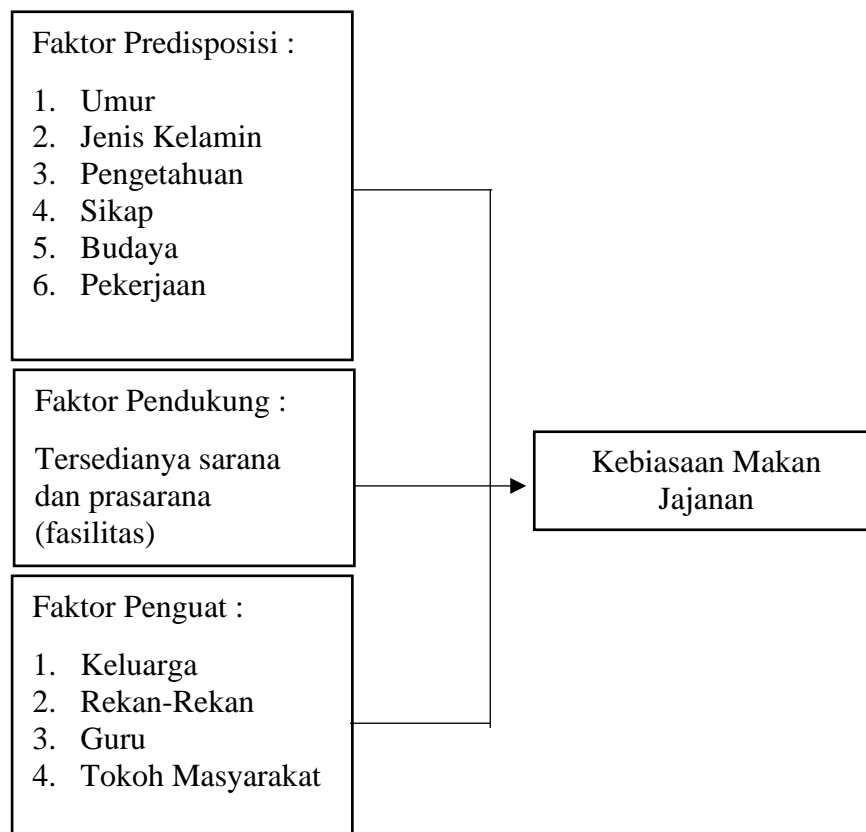 Faktor Predisposisi :
1. Umur
2. Jenis Kelamin
3. Pengetahuan
4. Sikap
5. Budaya
6. Pekerjaan
Faktor Pendukung :
Tersedianya sarana
dan prasarana
(fasilitas)
Faktor Penguat :
1. Keluarga
2. Rekan-Rekan
3. Guru
4. Tokoh Masyarakat
Kebiasaan Makan
Jajanan